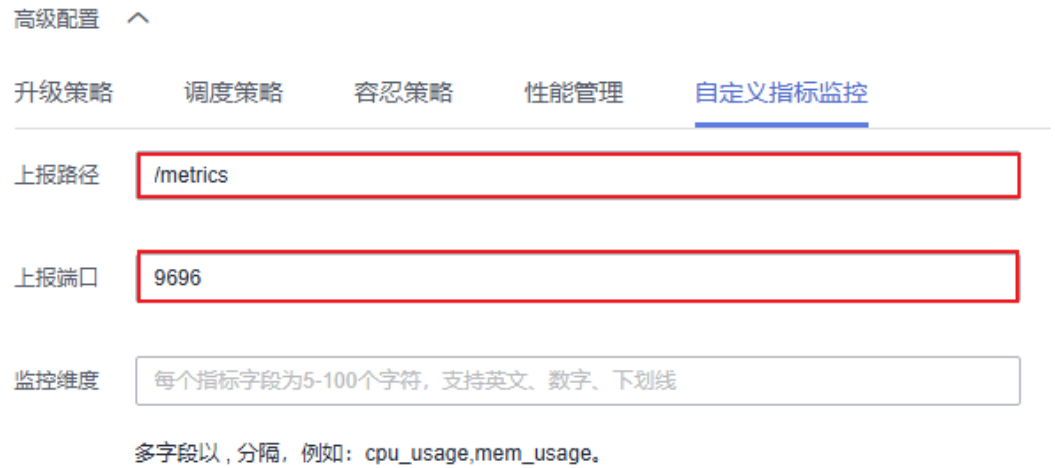 高级配置
升级策略 调度策略 容忍策略 性能管理 自定义指标监控
上报路径 /metrics
上报端口 9696
监控维度 每个指标字段为5-100个字符，支持英文、数字、下划线
多字段以 , 分隔，例如：cpu_usage,mem_usage。